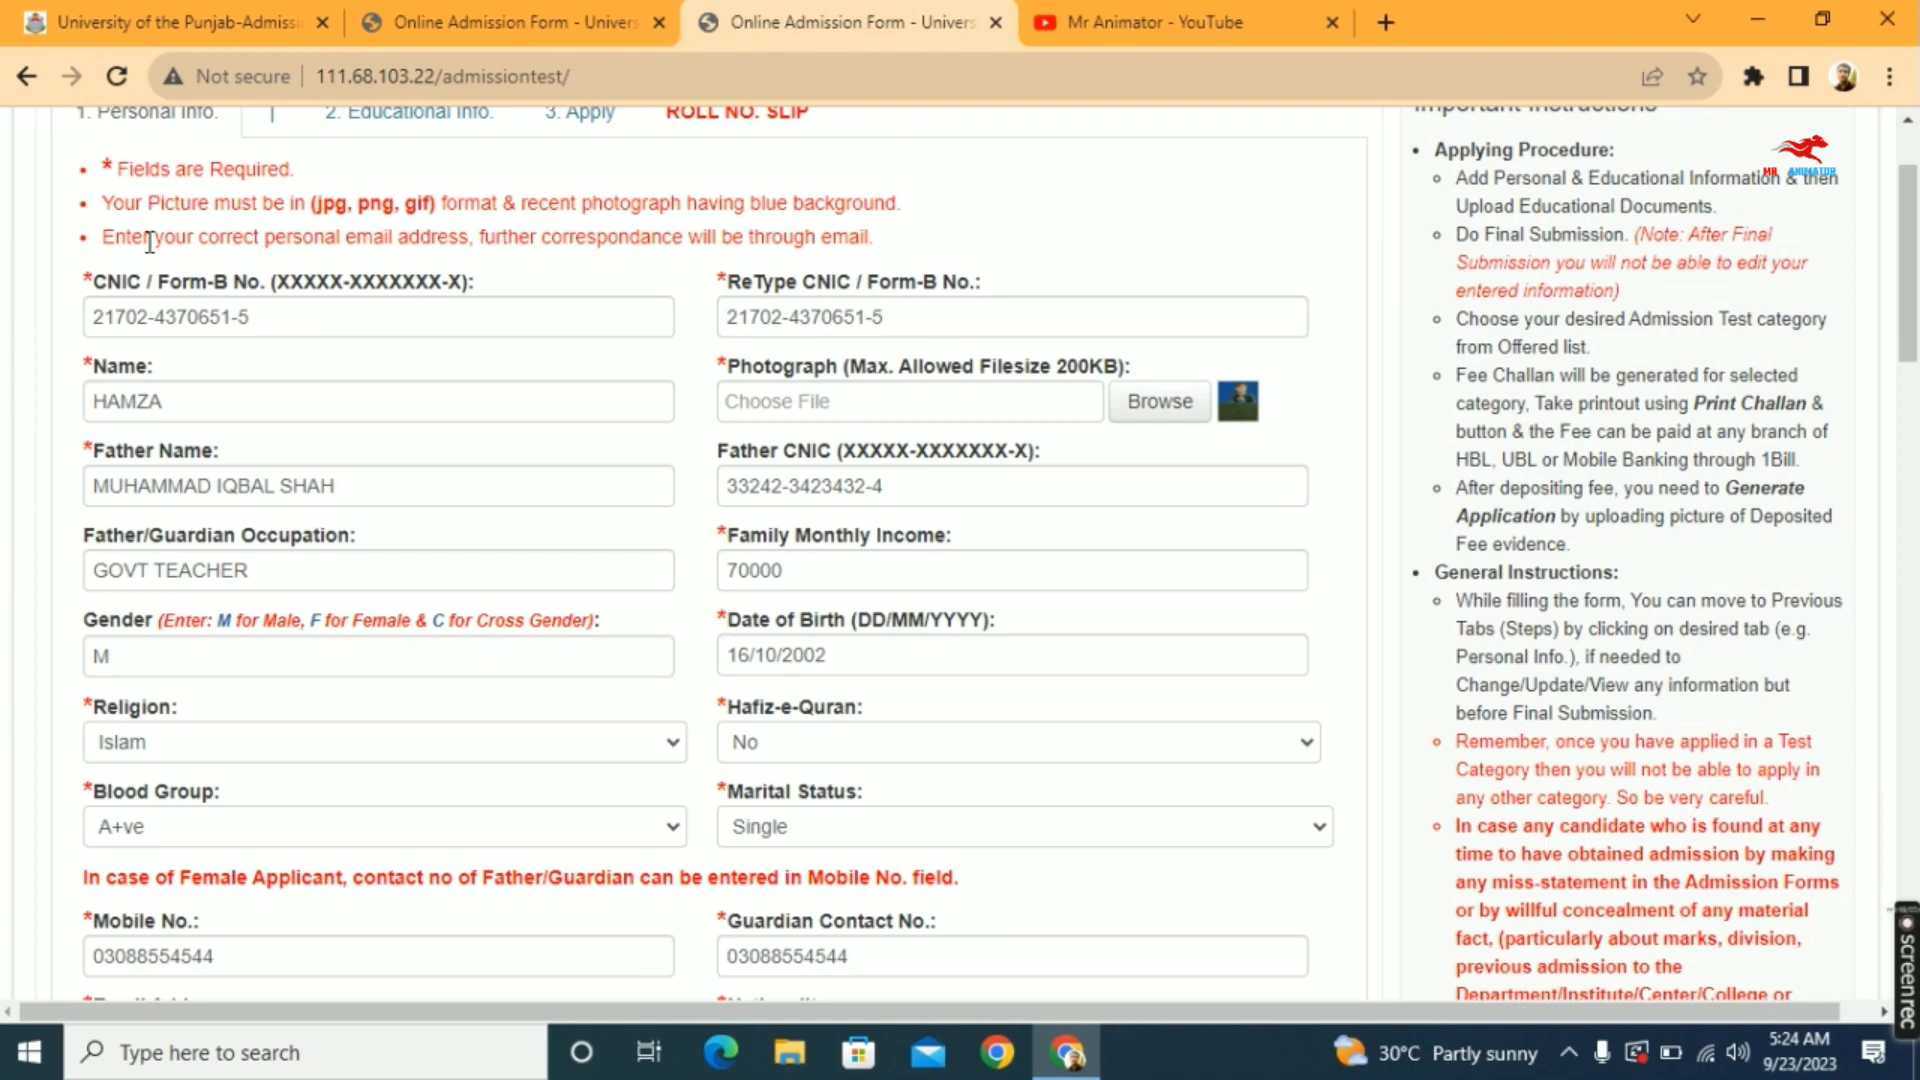 University of the Punjab-Admissi
Online Admission Form - Univers
Online Admission Form - Univers
Mr Animator - YouTube
Not secure
111.68.103.22/admissiontest/
1. Personal Info.
2. Educational Info.
3. Apply
ROLL NO. SLIP
* Fields are Required.
Your Picture must be in (jpg, png, gif) format & recent photograph having blue background.
Enter your correct personal email address, further correspondance will be through email.
*CNIC / Form-B No. (XXXXX-XXXXXXX-X):
*ReType CNIC / Form-B No.:
21702-4370651-5
21702-4370651-5
*Name:
*Photograph (Max. Allowed Filesize 200KB):
HAMZA
Choose File
Browse
*Father Name:
Father CNIC (XXXXX-XXXXXXX-X):
MUHAMMAD IQBAL SHAH
33242-3423432-4
Father/Guardian Occupation:
*Family Monthly Income:
GOVT TEACHER
70000
Gender (Enter: M for Male, F for Female & C for Cross Gender):
*Date of Birth (DD/MM/YYYY):
M
16/10/2002
*Religion:
*Hafiz-e-Quran:
Islam
No
*Blood Group:
*Marital Status:
A+ve
Single
In case of Female Applicant, contact no of Father/Guardian can be entered in Mobile No. field.
*Mobile No.:
*Guardian Contact No.:
03088554544
03088554544
Important Instructions
MR ANIMATOR
Applying Procedure:
Add Personal & Educational Information & then
Upload Educational Documents.
Do Final Submission. (Note: After Final
Submission you will not be able to edit your
entered information)
Choose your desired Admission Test category
from Offered list.
Fee Challan will be generated for selected
category, Take printout using Print Challan &
button & the Fee can be paid at any branch of
HBL, UBL or Mobile Banking through 1Bill.
After depositing fee, you need to Generate
Application by uploading picture of Deposited
Fee evidence.
General Instructions:
While filling the form, You can move to Previous
Tabs (Steps) by clicking on desired tab (e.g.
Personal Info.), if needed to
Change/Update/View any information but
before Final Submission.
Remember, once you have applied in a Test
Category then you will not be able to apply in
any other category. So be very careful.
In case any candidate who is found at any
time to have obtained admission by making
any miss-statement in the Admission Forms
or by willful concealment of any material
fact, (particularly about marks, division,
previous admission to the
Department/Institute/Center/College or
screenrec
Type here to search
30°C Partly sunny
5:24 AM
9/23/2023